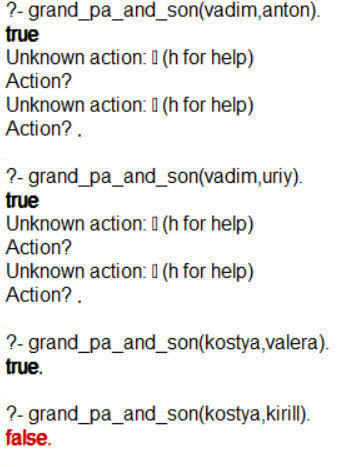 ?- grand_pa_and_son(vadim,anton).
true
Unknown action: ▯ (h for help)
Action?
Unknown action: ▯ (h for help)
Action? .
?- grand_pa_and_son(vadim,uriy).
true
Unknown action: ▯ (h for help)
Action?
Unknown action: ▯ (h for help)
Action? .
?- grand_pa_and_son(kostya,valera).
true.
?- grand_pa_and_son(kostya,kirill).
false.